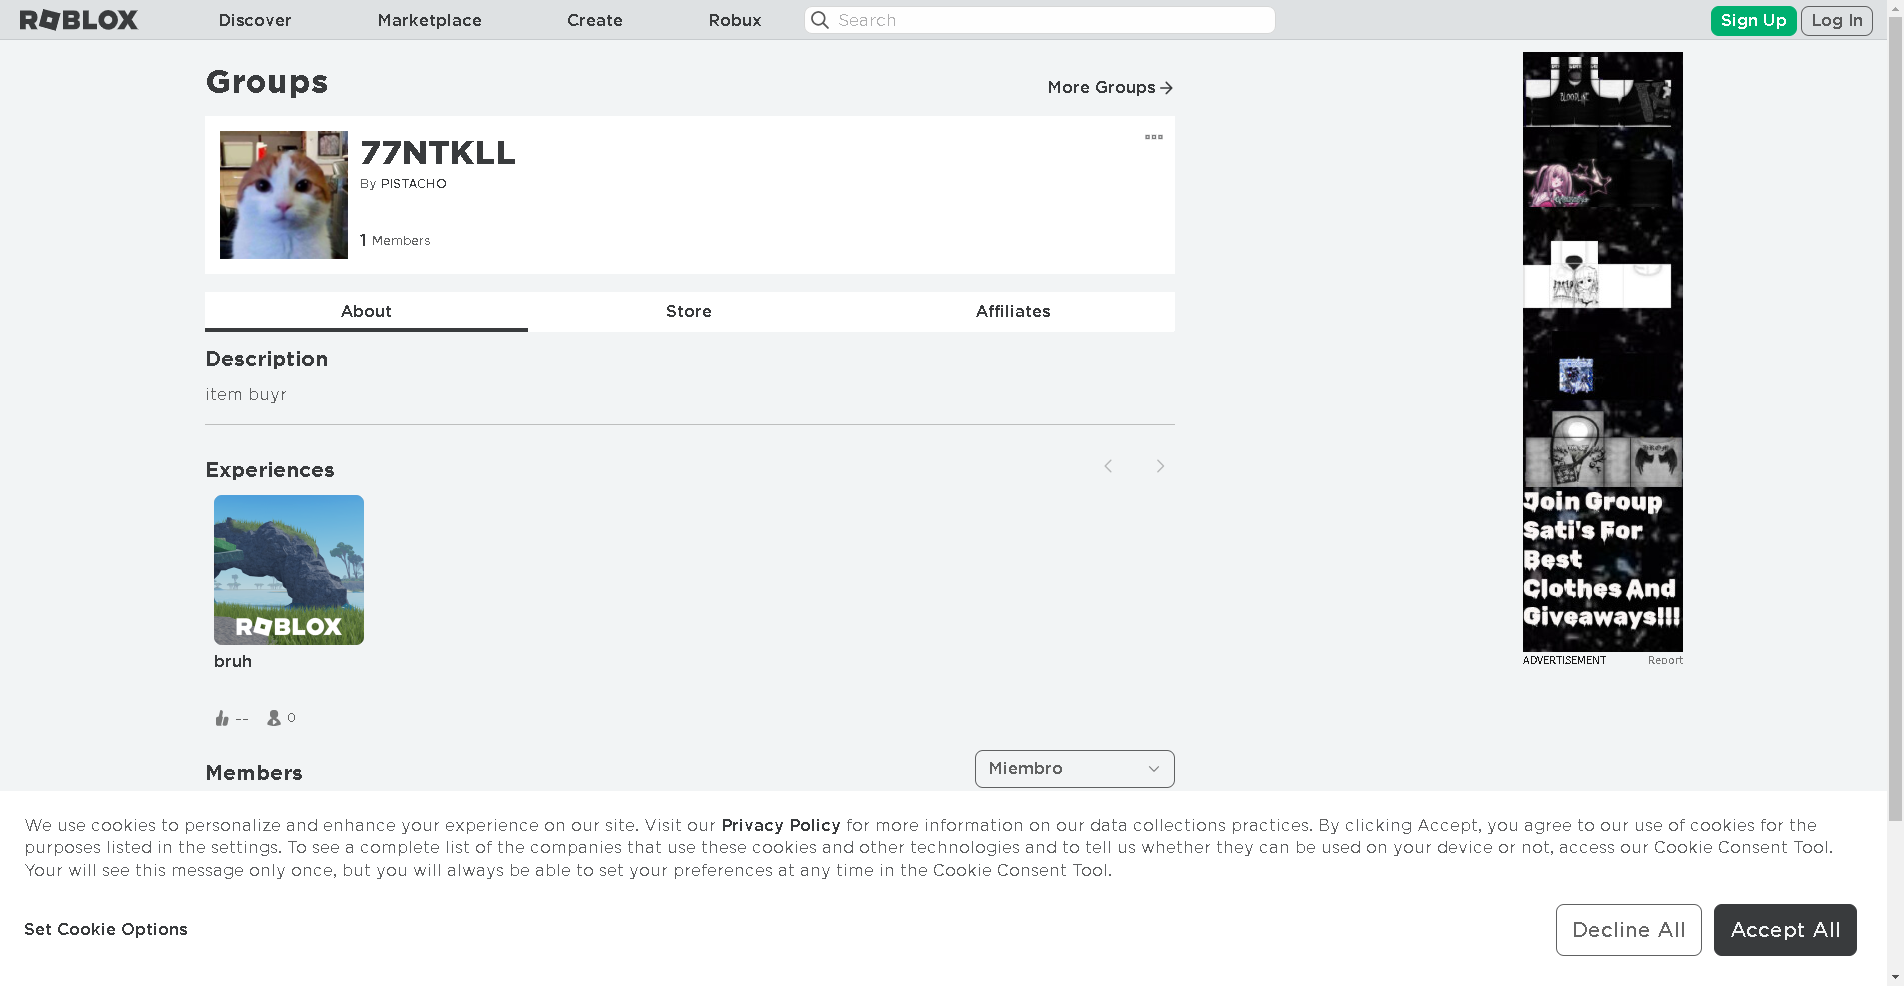 ROBLOX
Discover
Marketplace
Create
Robux
Search
Sign Up
Log In
Groups
More Groups
77NTKLL
By PISTACHO
1 Members
About
Store
Affiliates
Description
item buyr
Experiences
ROBLOX
bruh
--
0
Members
Miembro
BLOODLINE
Join Group
Sati's For
Best
Clothes And
Giveaways!!!
ADVERTISEMENT
Report
We use cookies to personalize and enhance your experience on our site. Visit our Privacy Policy for more information on our data collections practices. By clicking Accept, you agree to our use of cookies for the
purposes listed in the settings. To see a complete list of the companies that use these cookies and other technologies and to tell us whether they can be used on your device or not, access our Cookie Consent Tool.
Your will see this message only once, but you will always be able to set your preferences at any time in the Cookie Consent Tool.
Set Cookie Options
Decline All
Accept All